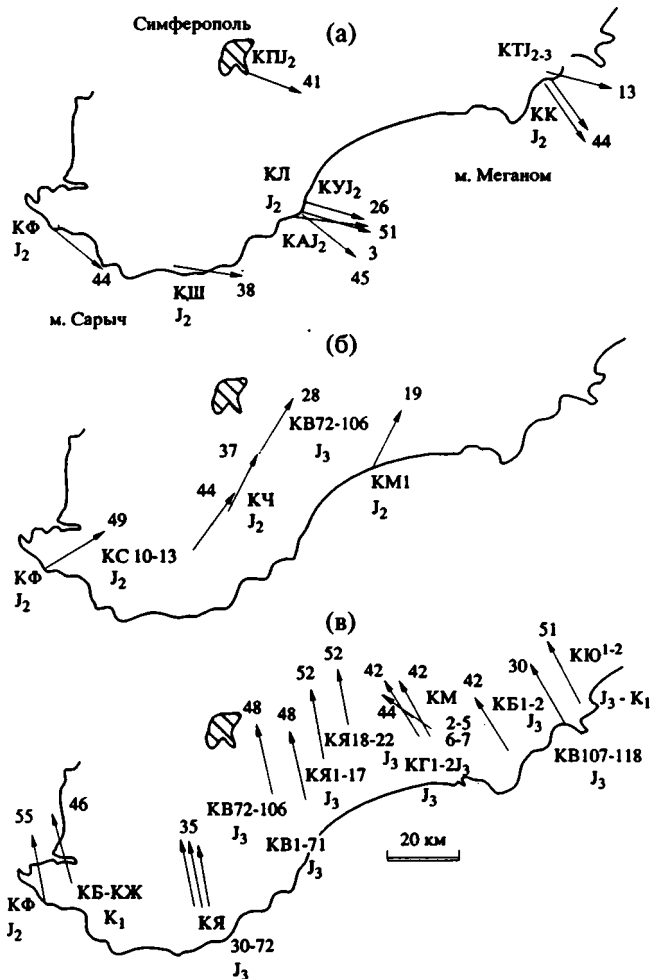 (а)
Симферополь
КПJ₂
41
КТJ₂₋₃
13
КК
J₂
44
м. Меганом
КЛ
J₂
КУJ₂
26
51
КАJ₂
3
45
КФ
J₂
44
КШ
J₂
38
м. Сарыч
(б)
28
КВ72-106
J₃
19
37
44
КЧ
J₂
КМ1
J₂
49
КС 10-13
J₂
КФ
J₂
(в)
51
КЮ¹⁻²
J₃ - К₁
52
52
42
42
КМ
2-5
6-7
44
42
30
КБ1-2
J₃
48
48
КЯ18-22
J₃
КГ1-2J₃
J₃
КВ107-118
J₃
КЯ1-17
J₃
КВ72-106
J₃
КВ1-71
J₃
20 км
55
46
35
КБ-КЖ
К₁
КФ
J₂
КЯ
30-72
J₃